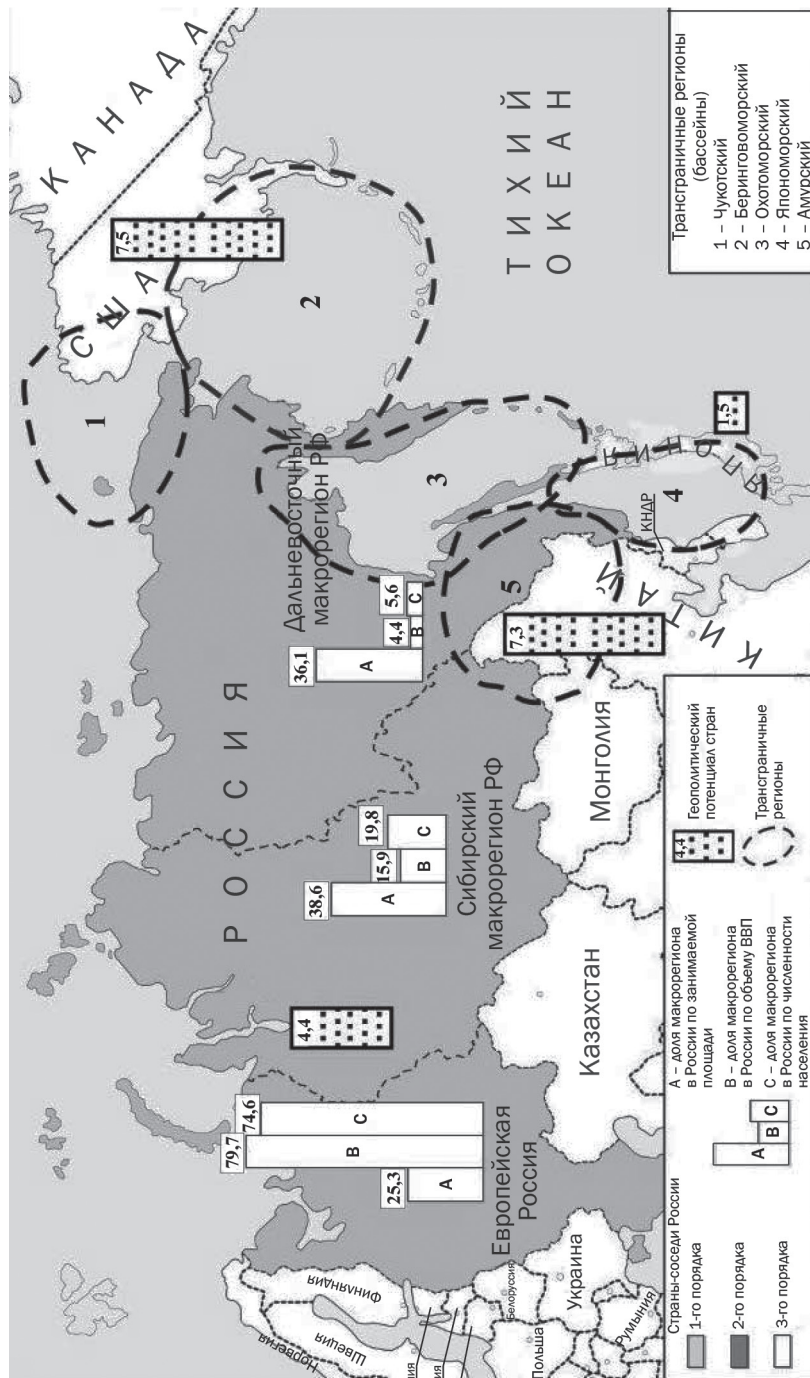 РОССИЯ
США
КАНАДА
ТИХИЙ
ОКЕАН
Норвегия
Швеция
Финляндия
Польша
Белоруссия
Украина
Румыния
Казахстан
Монголия
КИТАЙ
КНДР
ЯПОНИЯ
Европейская
Россия
25,3
79,7
74,6
A
B
C
4,4
Сибирский
макрорегион РФ
38,6
15,9
19,8
A
B
C
Дальневосточный
макрорегион РФ
36,1
4,4
5,6
A
B
C
7,5
7,3
1,5
1
2
3
4
5
Страны-соседи России
1-го порядка
2-го порядка
3-го порядка
A
B
C
A – доля макрорегиона
в России по занимаемой
площади
B – доля макрорегиона
в России по объему ВВП
C – доля макрорегиона
в России по численности
населения
4,4
Геополитический
потенциал стран
Трансграничные
регионы
Трансграничные регионы
(бассейны)
1 – Чукотский
2 – Беринговоморский
3 – Охотоморский
4 – Япономорский
5 – Амурский